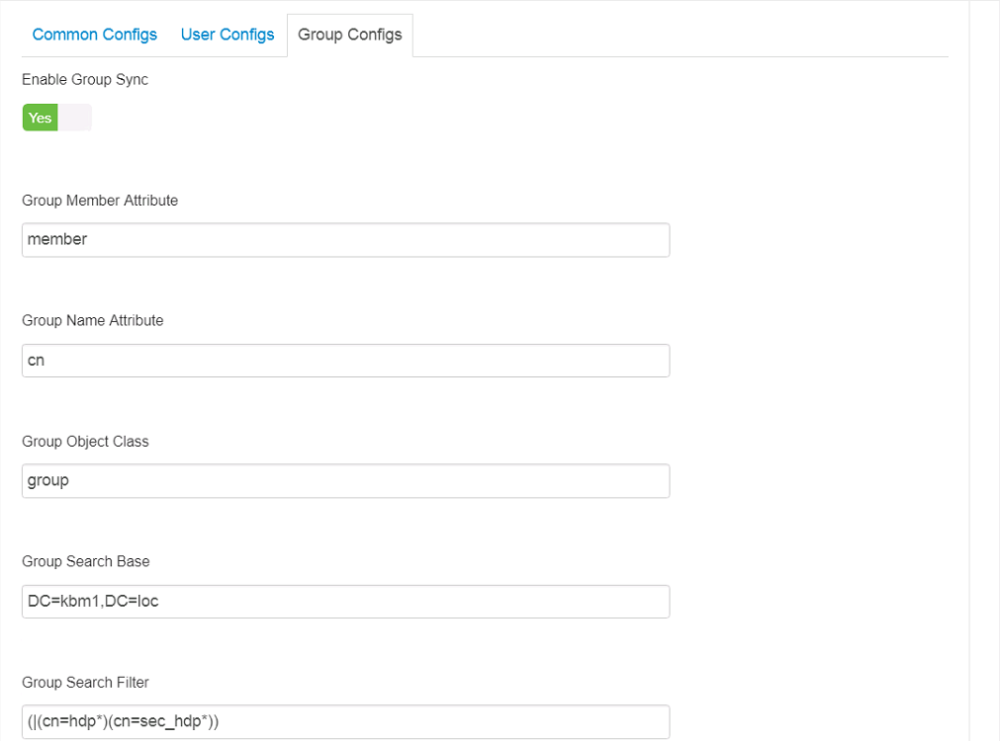 Common Configs User Configs Group Configs
Enable Group Sync
Yes
Group Member Attribute
member
Group Name Attribute
cn
Group Object Class
group
Group Search Base
DC=kbm1,DC=loc
Group Search Filter
(|(cn=hdp*)(cn=sec_hdp*))